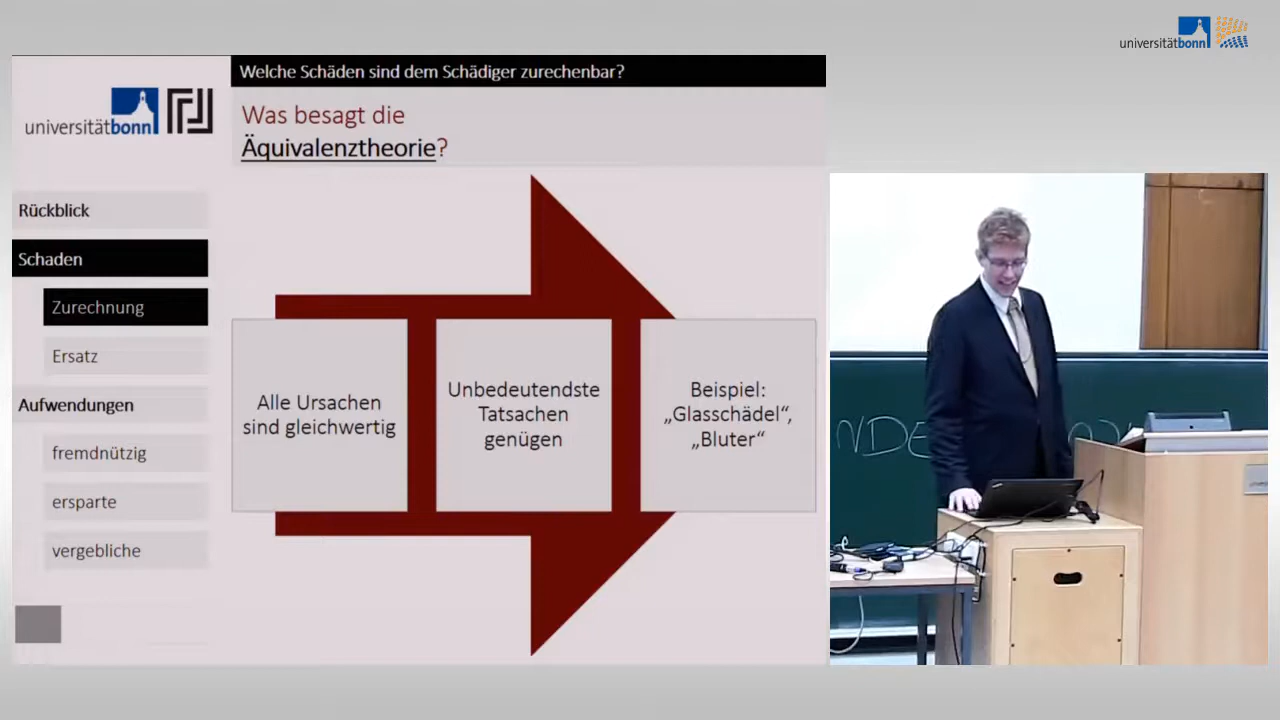 universitätbonn
Welche Schäden sind dem Schädiger zurechenbar?
universitätbonn
Was besagt die
Äquivalenztheorie?
Rückblick
Schaden
Zurechnung
Ersatz
Aufwendungen
fremdnützig
ersparte
vergebliche
Alle Ursachen
sind gleichwertig
Unbedeutendste
Tatsachen
genügen
Beispiel:
„Glasschädel“,
„Bluter“